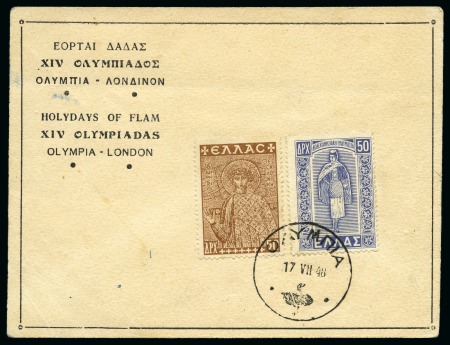 ΕΟΡΤΑΙ ΔΑΔΑΣ
XIV ΟΛΥΜΠΙΑΔΟΣ
ΟΛΥΜΠΙΑ - ΛΟΝΔΙΝΟΝ
HOLYDAYS OF FLAM
XIV OLYMPIADAS
OLYMPIA - LONDON
ΕΛΛΑΣ
ΔΡΧ 50
ΔΡΧ 50
ΕΛΛΑΣ
ΛΥΜΠΙΑ
17 VII 48